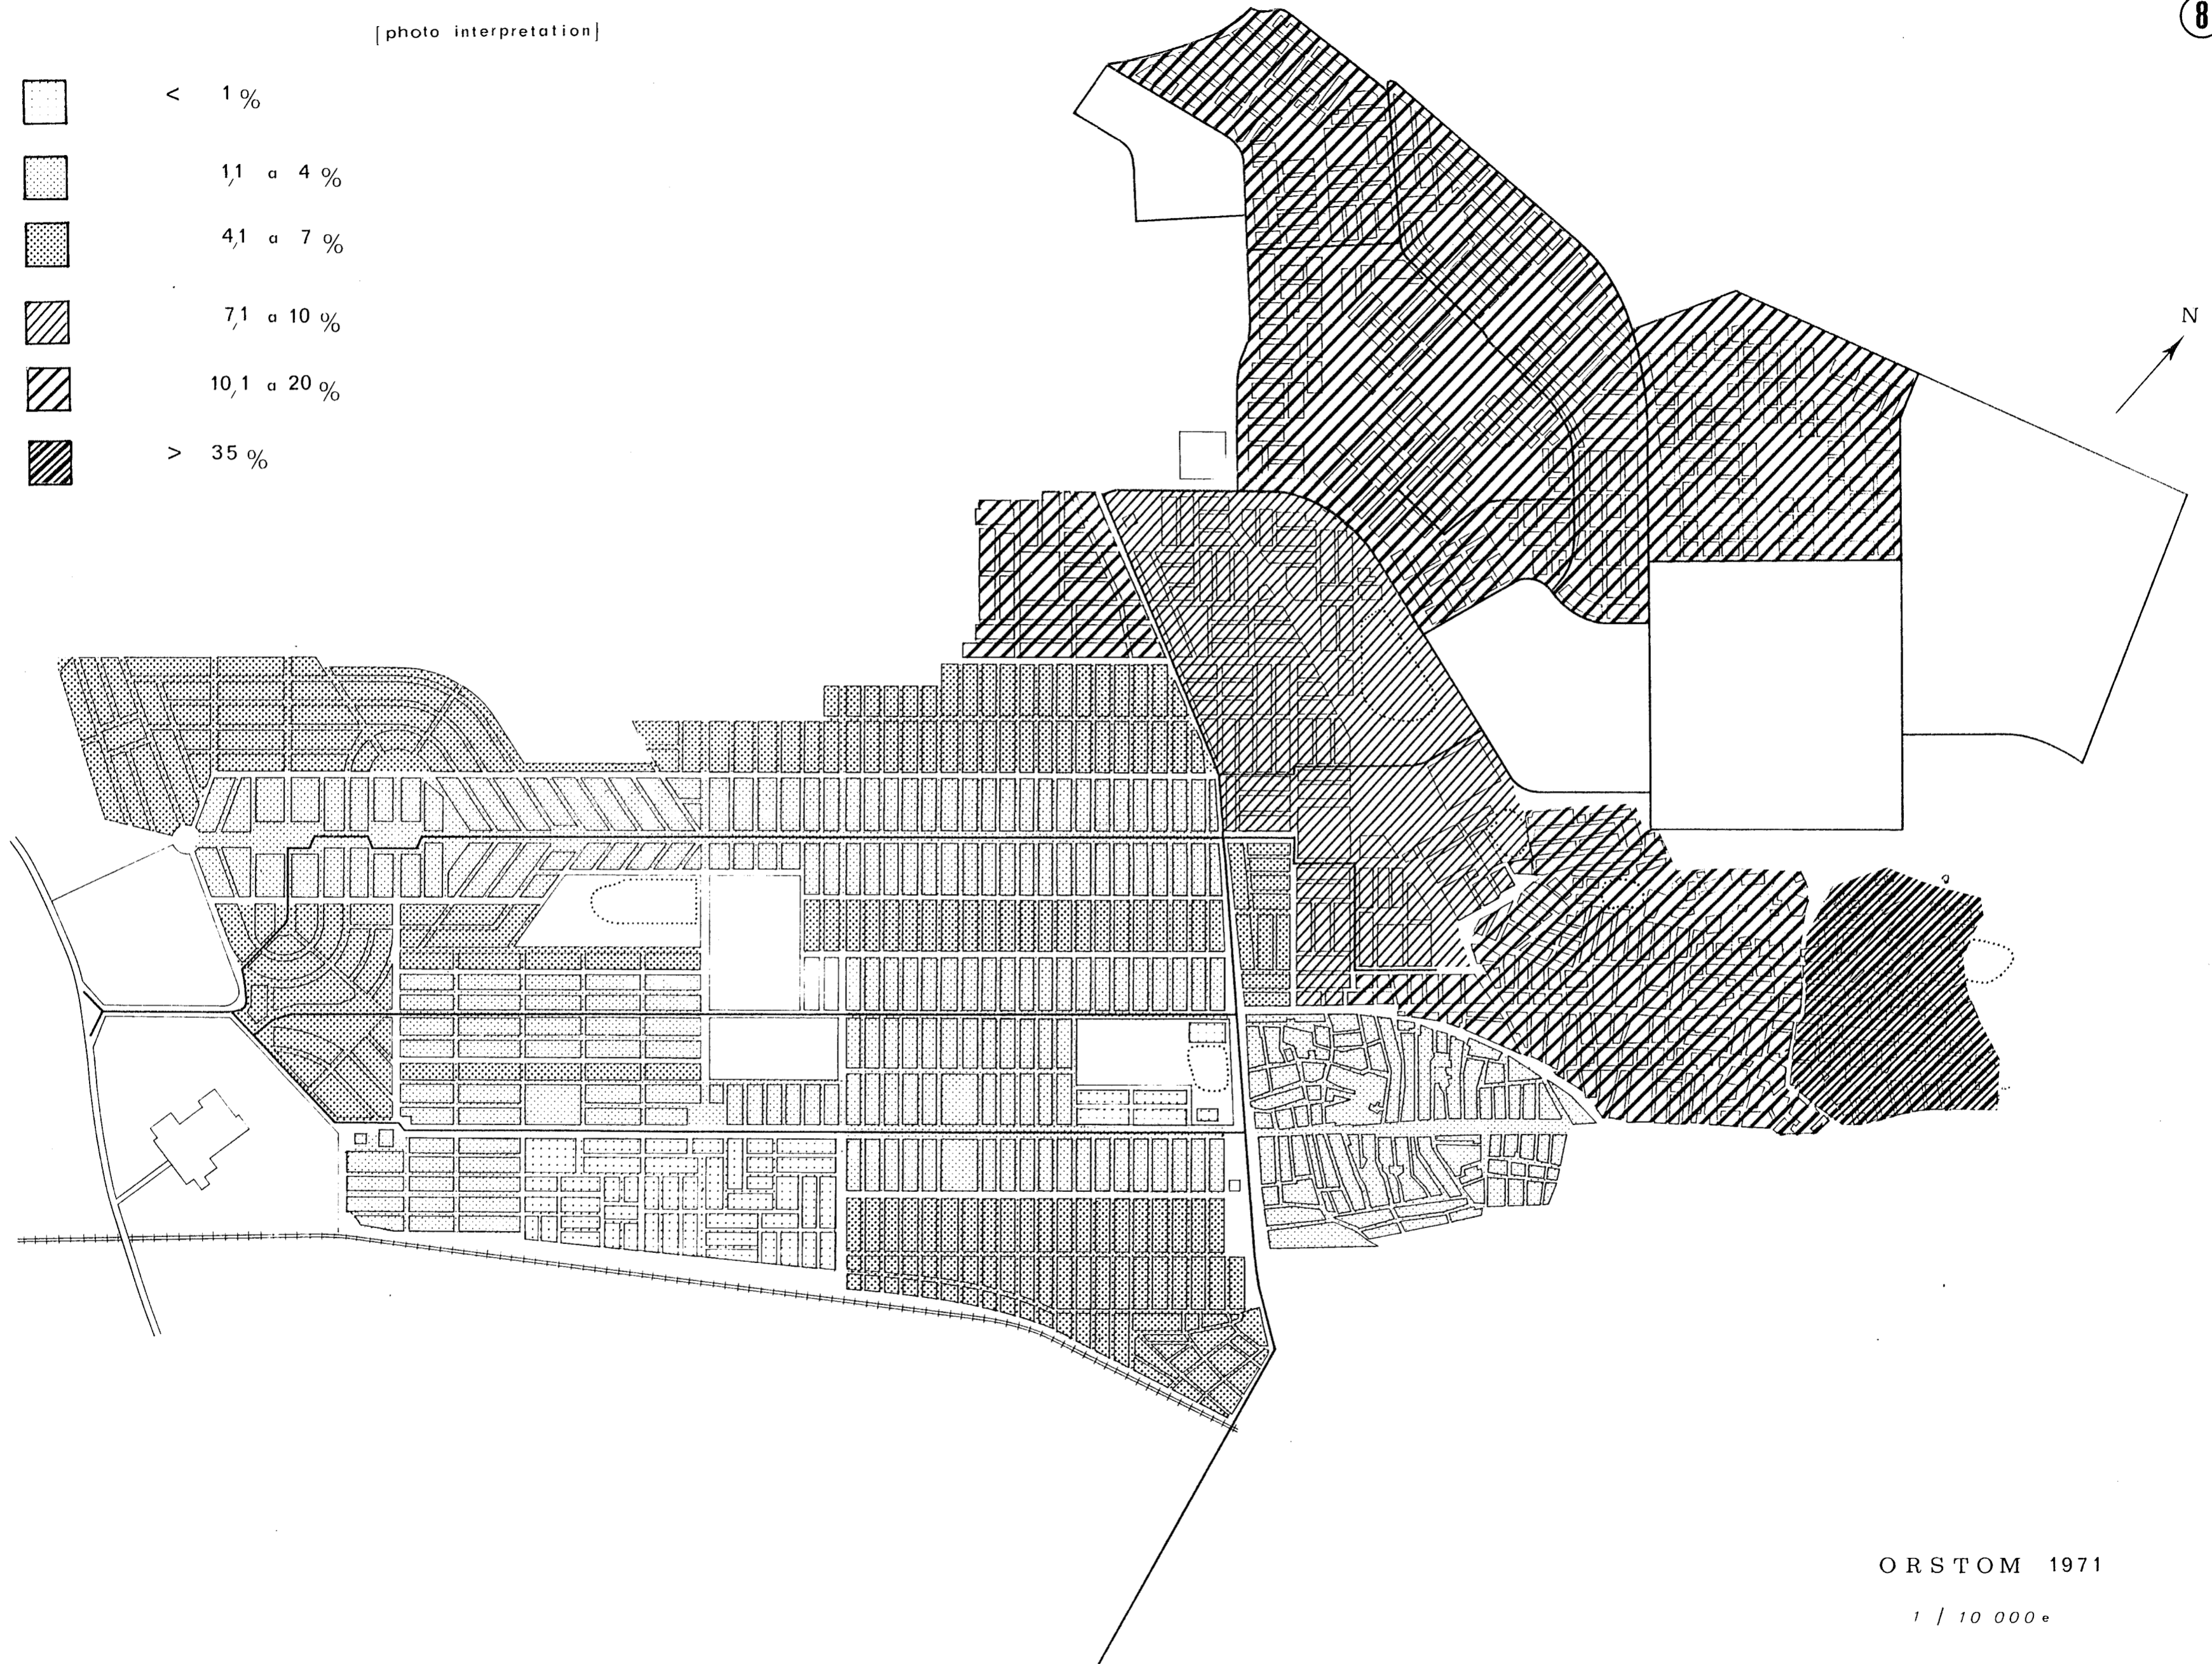 8
[photo interpretation]
< 1 %
1,1 a 4 %
4,1 a 7 %
7,1 a 10 %
10,1 a 20 %
> 35 %
N
ORSTOM 1971
1 / 10 000e